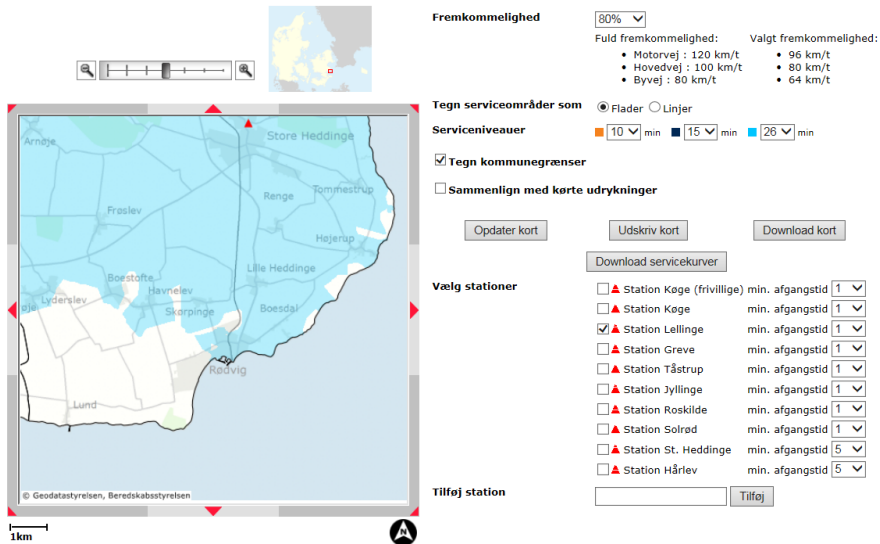 Fremkommelighed
80%
Fuld fremkommelighed: Valgt fremkommelighed:
• Motorvej : 120 km/t • 96 km/t
• Hovedvej : 100 km/t • 80 km/t
• Byvej : 80 km/t • 64 km/t
Tegn serviceområder som Flader Linjer
Serviceniveauer 10 min 15 min 26 min
Tegn kommunegrænser
Sammenlign med kørte udrykninger
Opdater kort Udskriv kort Download kort
Download servicekurver
Vælg stationer
Station Køge (frivillige) min. afgangstid 1
Station Køge min. afgangstid 1
Station Lellinge min. afgangstid 1
Station Greve min. afgangstid 1
Station Tåstrup min. afgangstid 1
Station Jyllinge min. afgangstid 1
Station Roskilde min. afgangstid 1
Station Solrød min. afgangstid 1
Station St. Heddinge min. afgangstid 5
Station Hårlev min. afgangstid 5
Tilføj station Tilføj
Arnøje
Store Heddinge
Tommestrup
Renge
Frøslev
Højerup
Lille Heddinge
Boestofte
Havnelev
Lyderslev
øje
Skørpinge
Boesdal
Rødvig
Lund
© Geodatastyrelsen, Beredskabsstyrelsen
1km
N